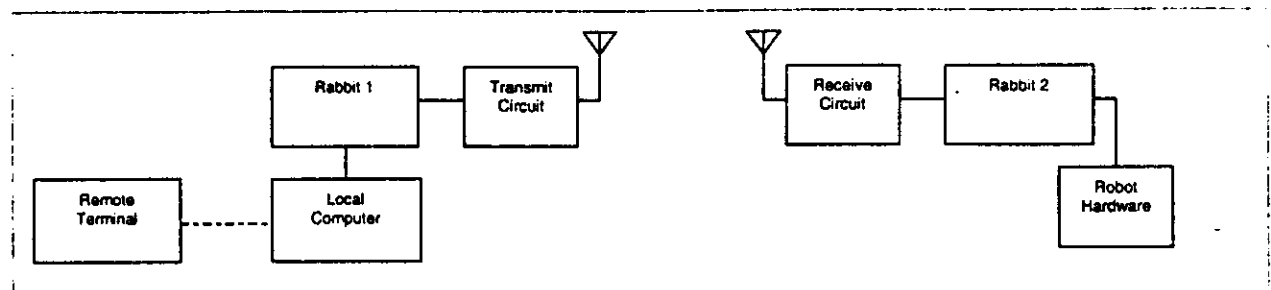 Rabbit 1
Transmit
Circuit
Receive
Circuit
Rabbit 2
Remote
Terminal
Local
Computer
Robot
Hardware